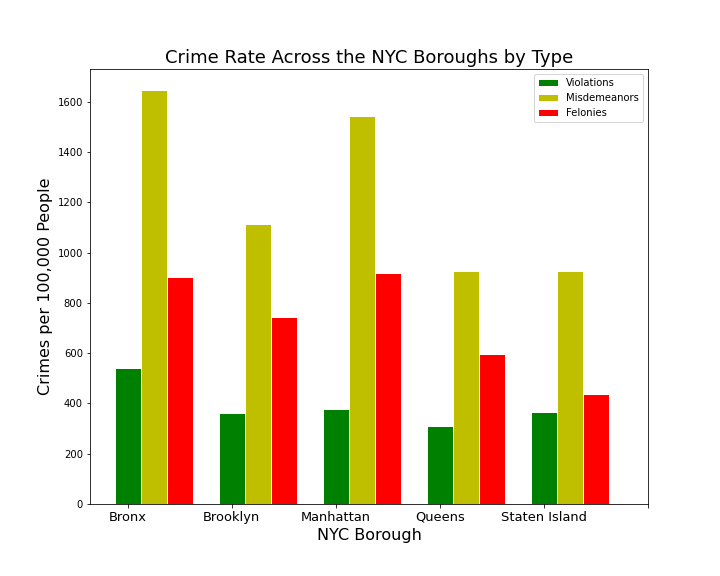 Crime Rate Across the NYC Boroughs by Type
Violations
Misdemeanors
Felonies
Crimes per 100,000 People
1600
1400
1200
1000
800
600
400
200
0
Bronx Brooklyn Manhattan Queens Staten Island
NYC Borough